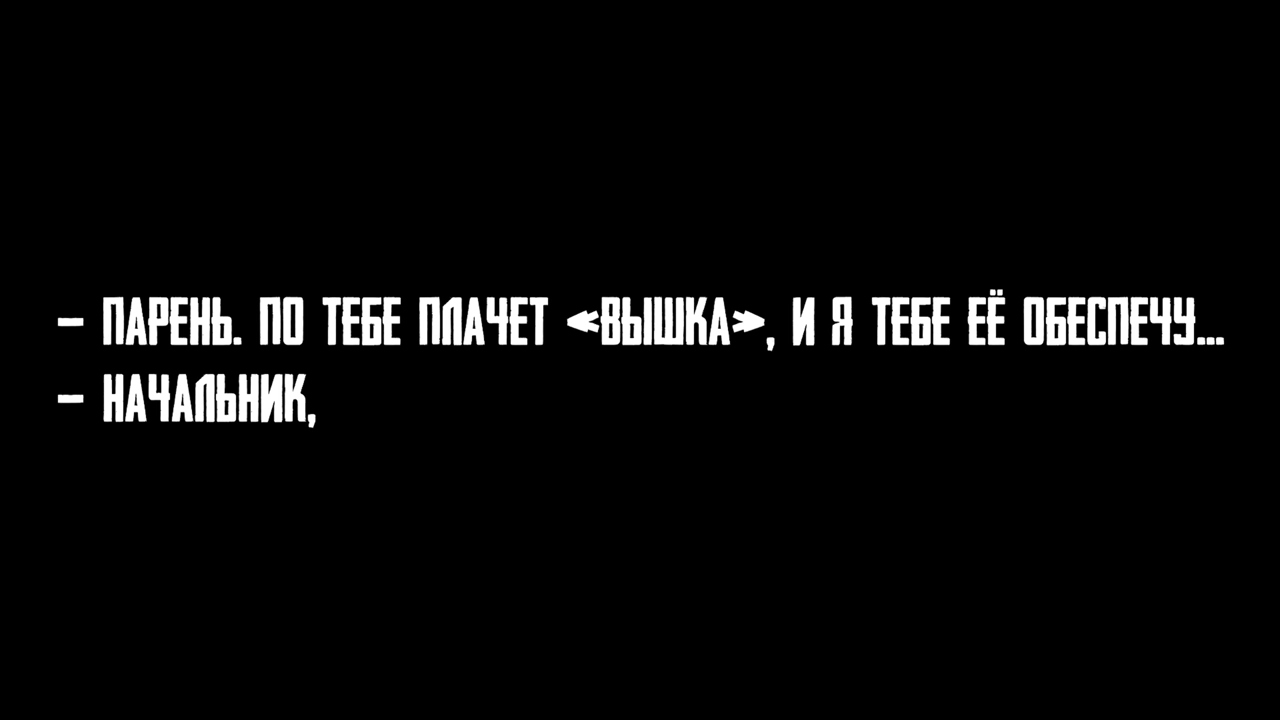 – ПАРЕНЬ. ПО ТЕБЕ ПЛАЧЕТ «ВЫШКА», И Я ТЕБЕ ЕЁ ОБЕСПЕЧУ...
– НАЧАЛЬНИК,